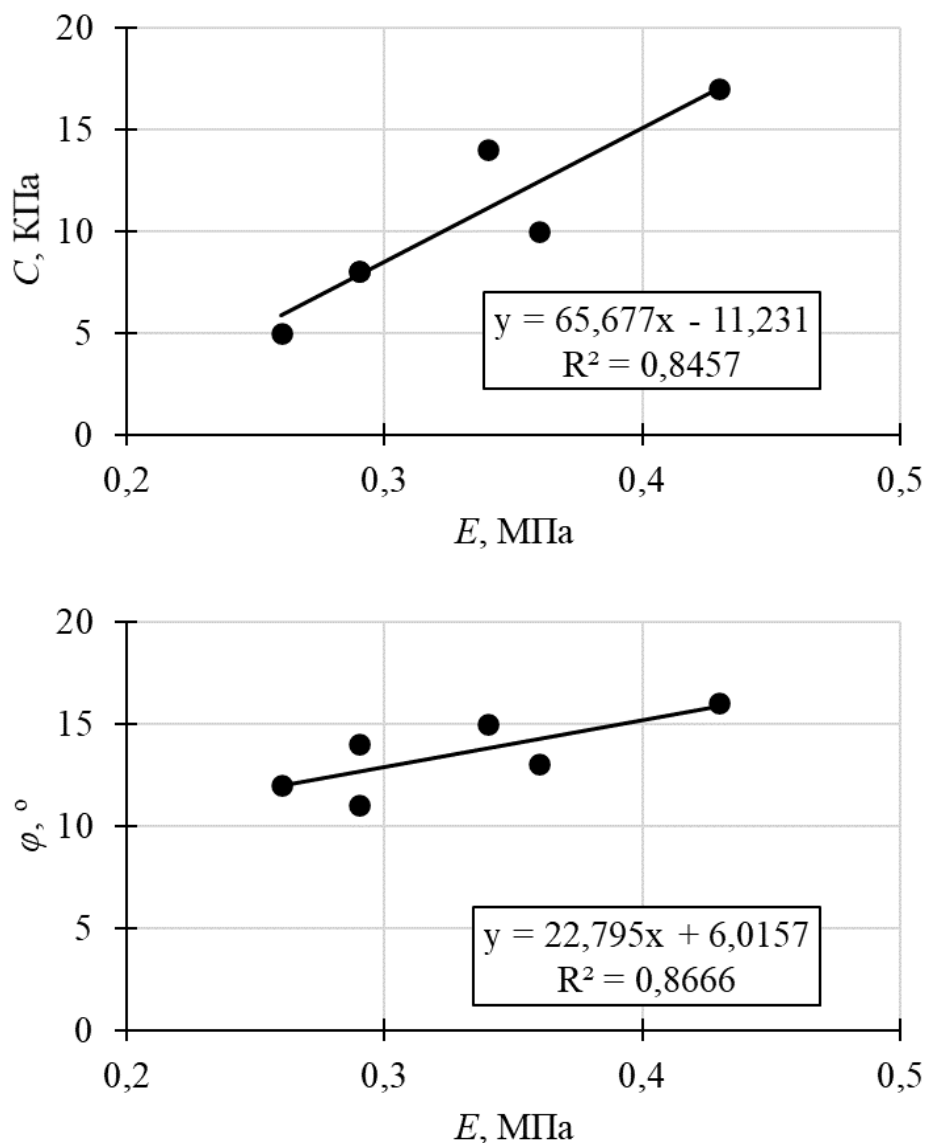 20
15
10
5
0
C, КПа
y = 65,677x - 11,231
R² = 0,8457
0,2 0,3 0,4 0,5
E, МПа
20
15
10
5
0
φ, °
y = 22,795x + 6,0157
R² = 0,8666
0,2 0,3 0,4 0,5
E, МПа